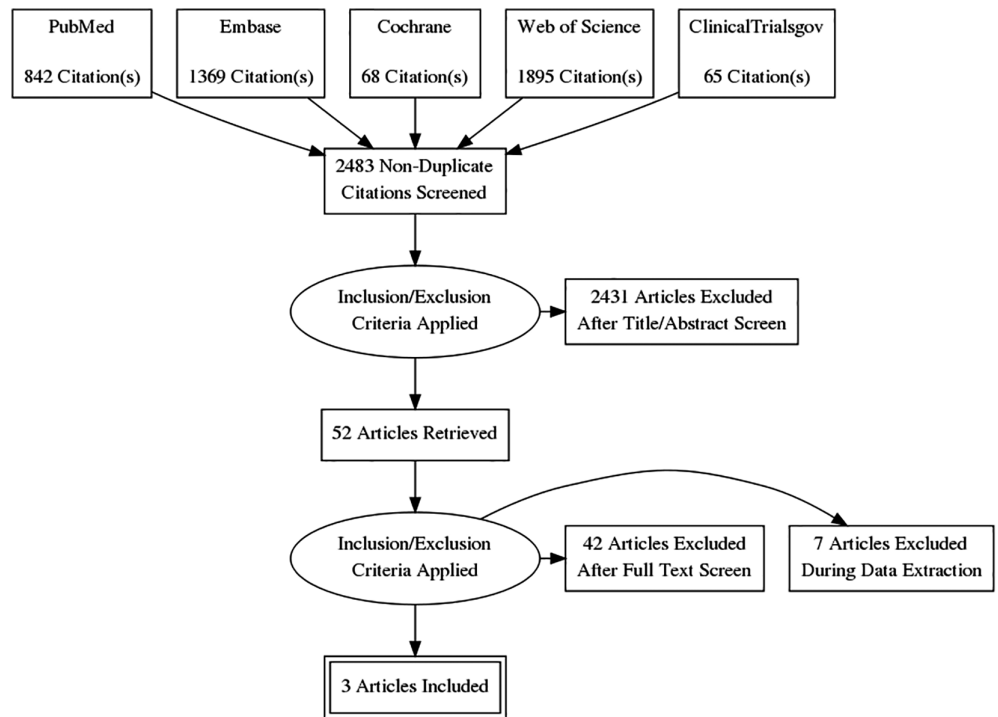 PubMed
842 Citation(s)
Embase
1369 Citation(s)
Cochrane
68 Citation(s)
Web of Science
1895 Citation(s)
ClinicalTrialsgov
65 Citation(s)
2483 Non-Duplicate
Citations Screened
Inclusion/Exclusion
Criteria Applied
2431 Articles Excluded
After Title/Abstract Screen
52 Articles Retrieved
Inclusion/Exclusion
Criteria Applied
42 Articles Excluded
After Full Text Screen
7 Articles Excluded
During Data Extraction
3 Articles Included